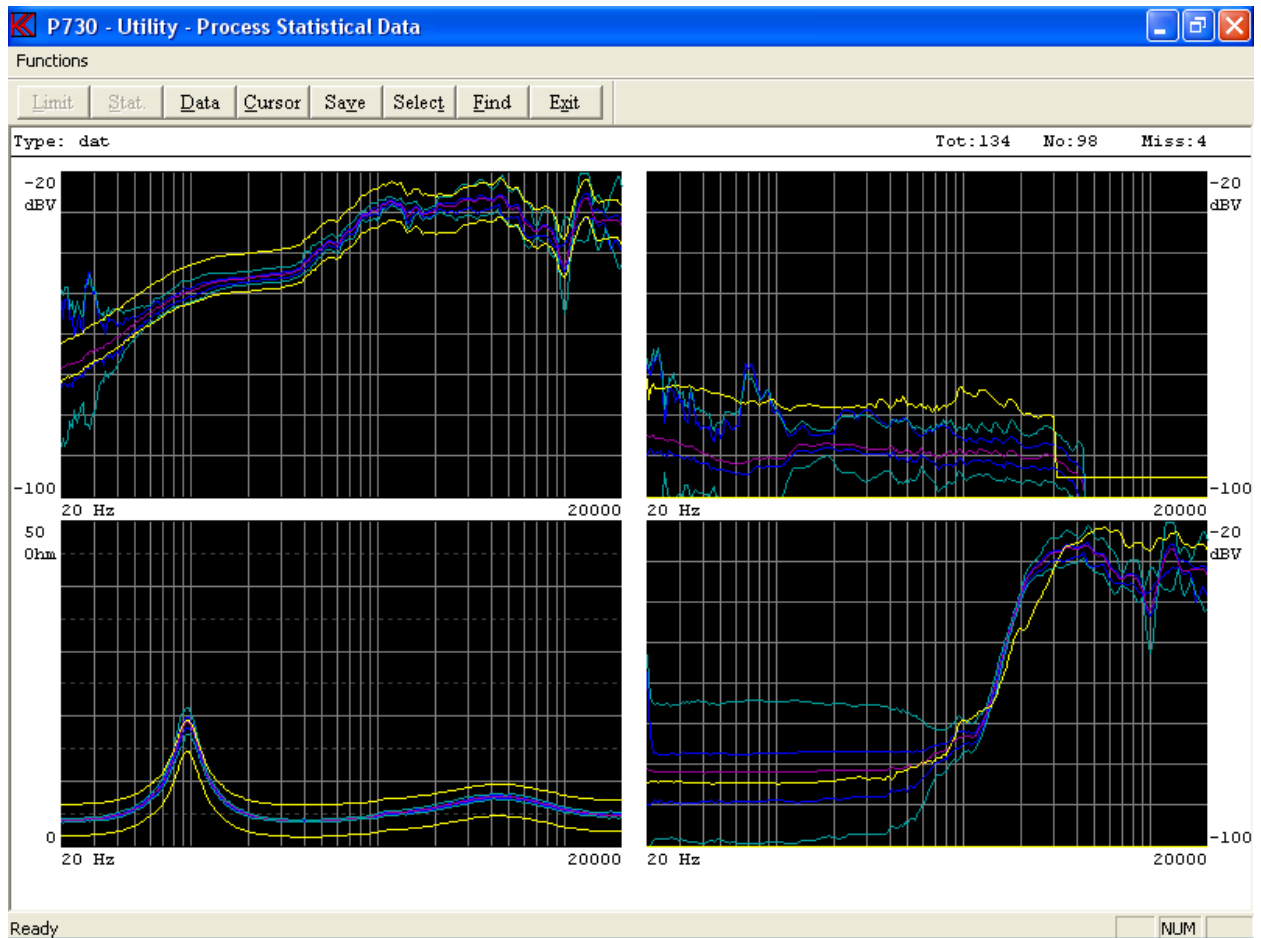 P730 - Utility - Process Statistical Data
Functions
Limit Stat. Data Cursor Save Select Find Exit
Type: dat Tot:134 No:98 Miss:4
-20
dBV
-100
20 Hz 20000
-20
dBV
-100
20 Hz 20000
50
Ohm
0
20 Hz 20000
-20
dBV
-100
20 Hz 20000
Ready NUM